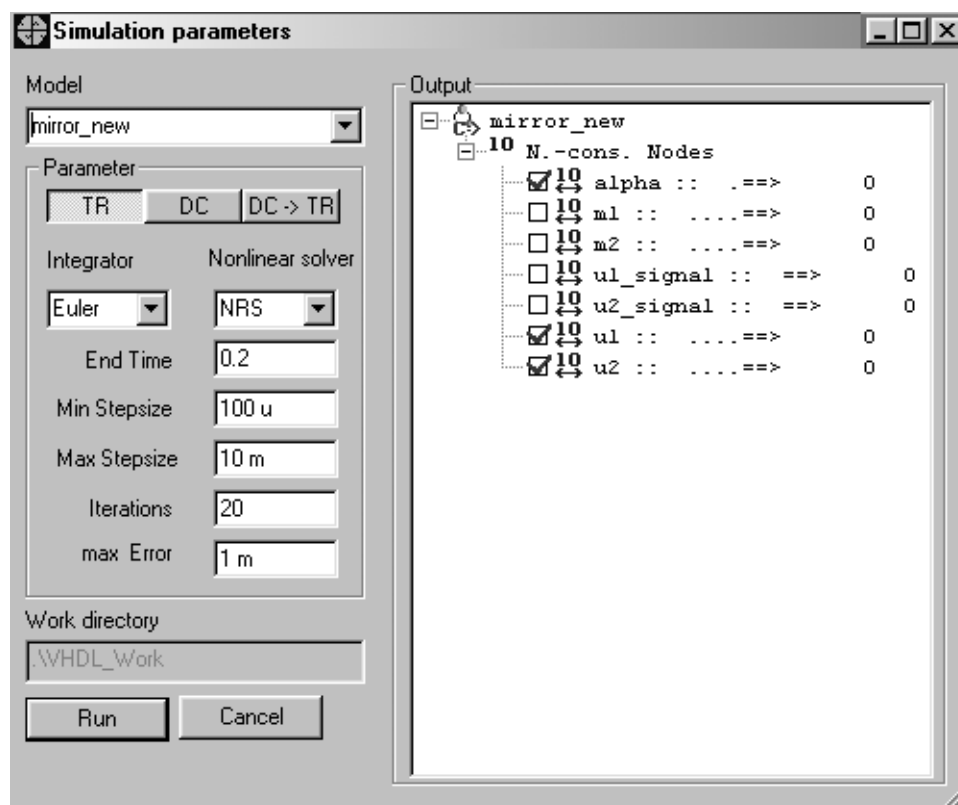 Simulation parameters
Model
mirror_new
Parameter
TR DC DC -> TR
Integrator Nonlinear solver
Euler NRS
End Time 0.2
Min Stepsize 100 u
Max Stepsize 10 m
Iterations 20
max Error 1 m
Work directory
.\VHDL_Work
Run Cancel
Output
mirror_new
10 N.-cons. Nodes
10 alpha :: .==> 0
10 m1 :: ....==> 0
10 m2 :: ....==> 0
10 u1_signal :: ==> 0
10 u2_signal :: ==> 0
10 u1 :: ....==> 0
10 u2 :: ....==> 0